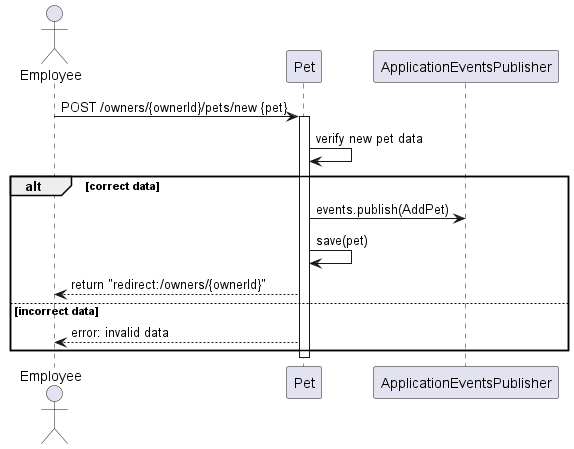 Employee
Pet
ApplicationEventsPublisher
POST /owners/{ownerId}/pets/new {pet}
verify new pet data
alt
[correct data]
events.publish(AddPet)
save(pet)
return "redirect:/owners/{ownerId}"
[incorrect data]
error: invalid data
Employee
Pet
ApplicationEventsPublisher